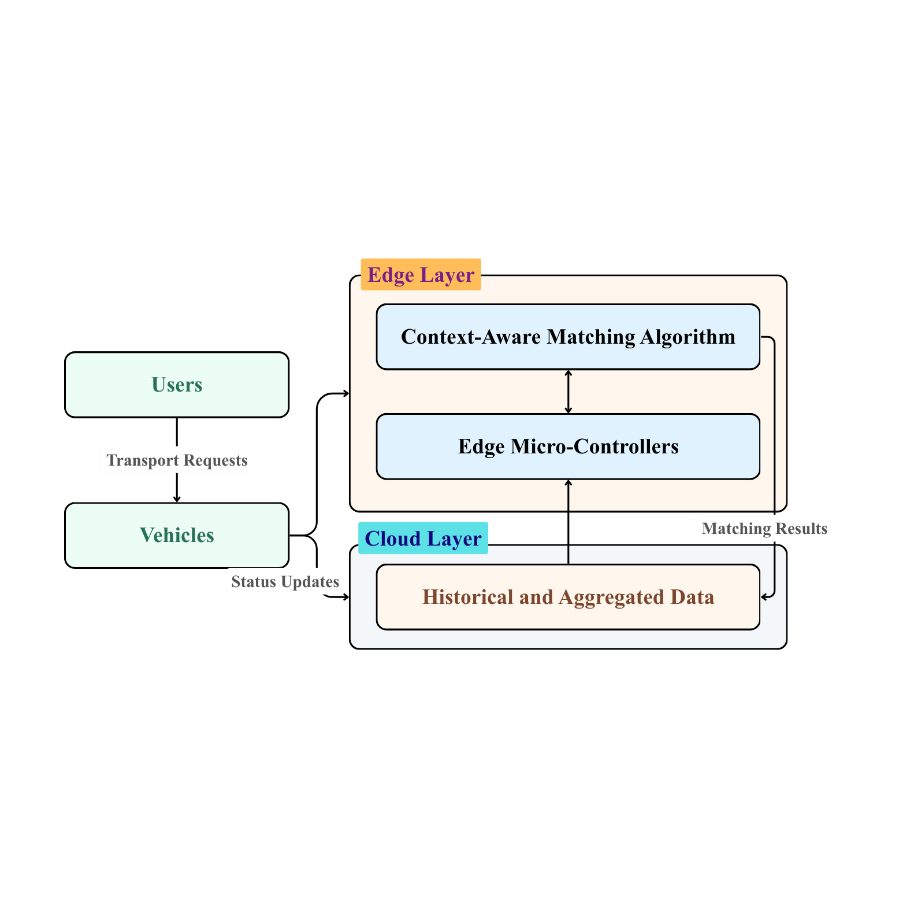 Edge Layer
Context-Aware Matching Algorithm
Users
Edge Micro-Controllers
Transport Requests
Vehicles
Matching Results
Cloud Layer
Status Updates
Historical and Aggregated Data